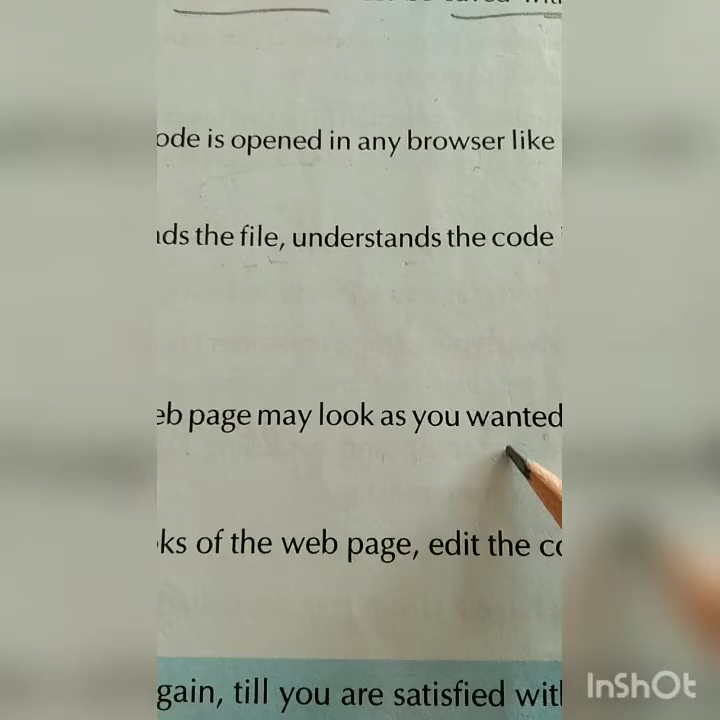 ode is opened in any browser like
ds the file, understands the code
eb page may look as you wanted
ks of the web page, edit the co
gain, till you are satisfied with
InShOt